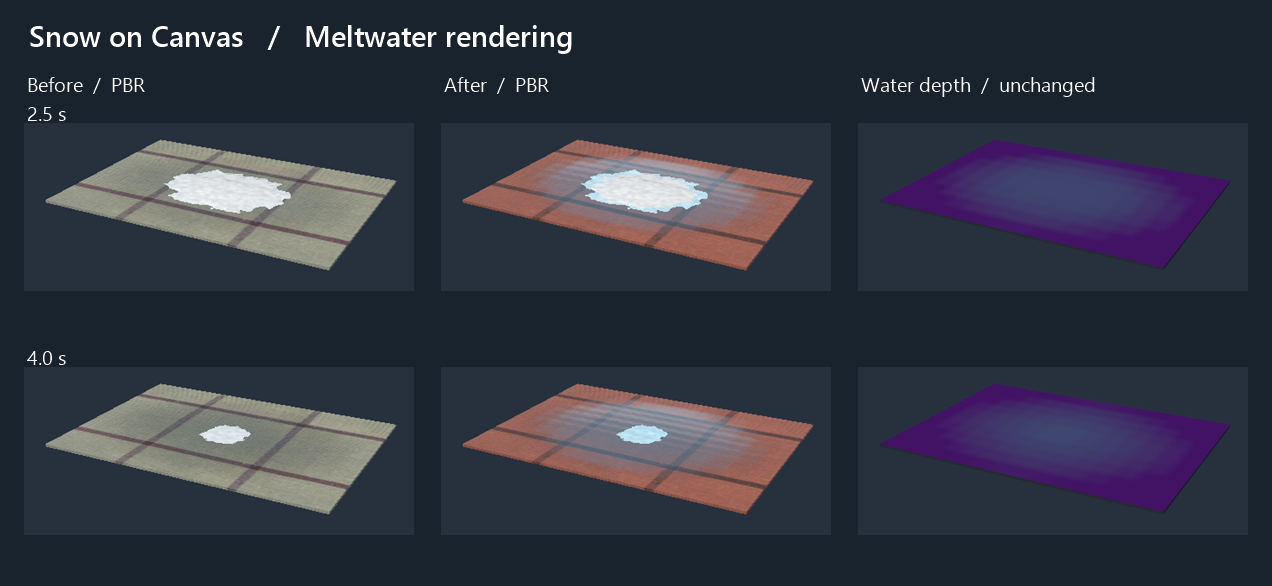 Snow on Canvas / Meltwater rendering
Before / PBR
After / PBR
Water depth / unchanged
2.5 s
4.0 s